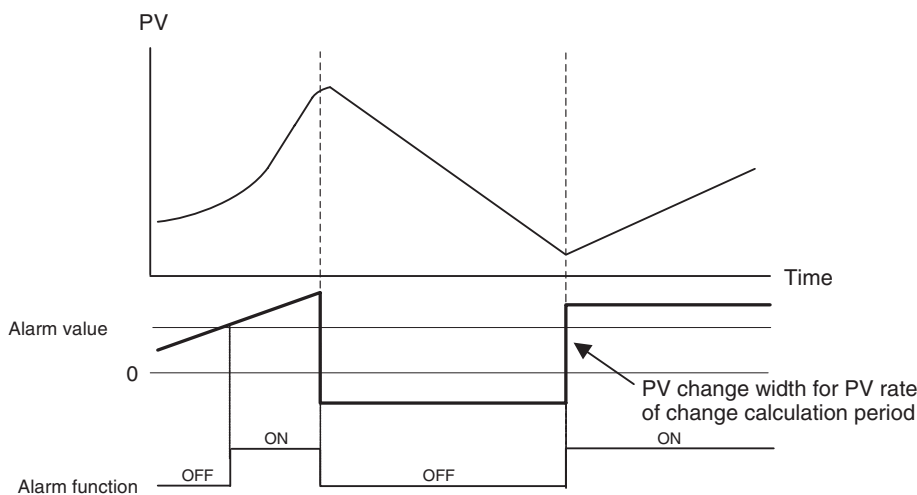 PV
Time
Alarm value
0
PV change width for PV rate
of change calculation period
ON
ON
OFF
OFF
Alarm function